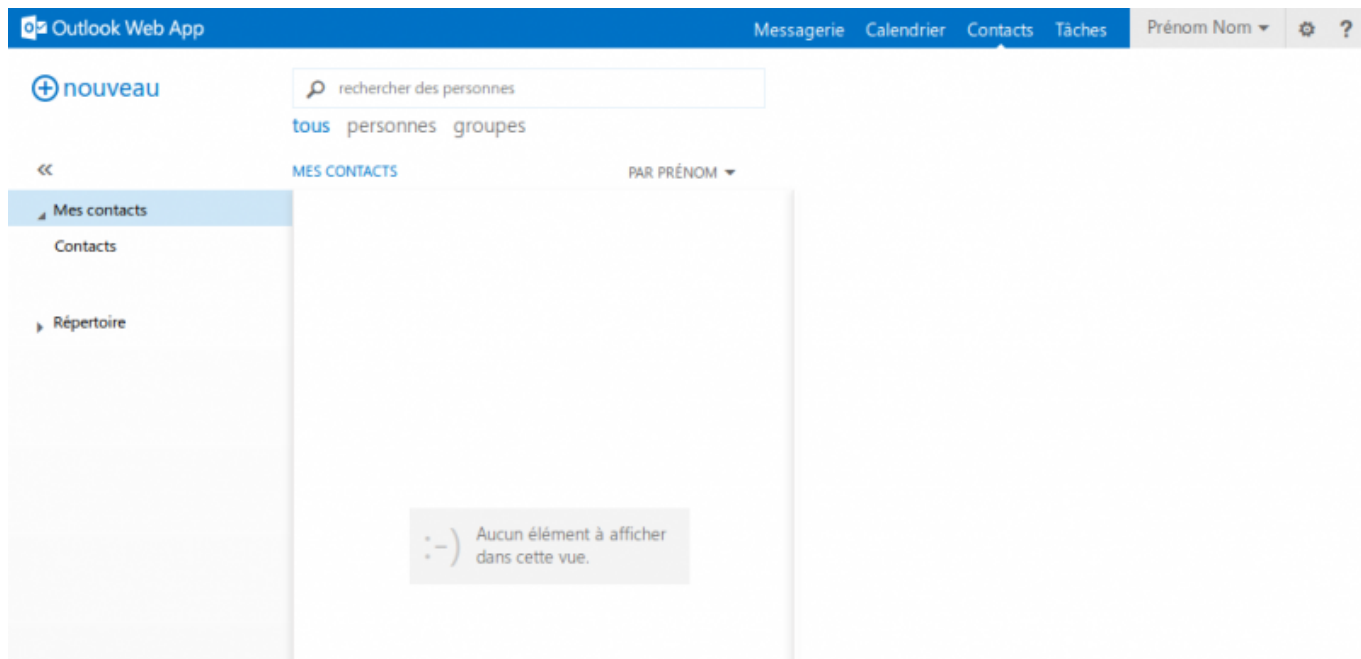 Outlook Web App Messagerie Calendrier Contacts Tâches Prénom Nom ?
nouveau
rechercher des personnes
tous personnes groupes
MES CONTACTS PAR PRÉNOM
Mes contacts
Contacts
Répertoire
:-) Aucun élément à afficher
dans cette vue.